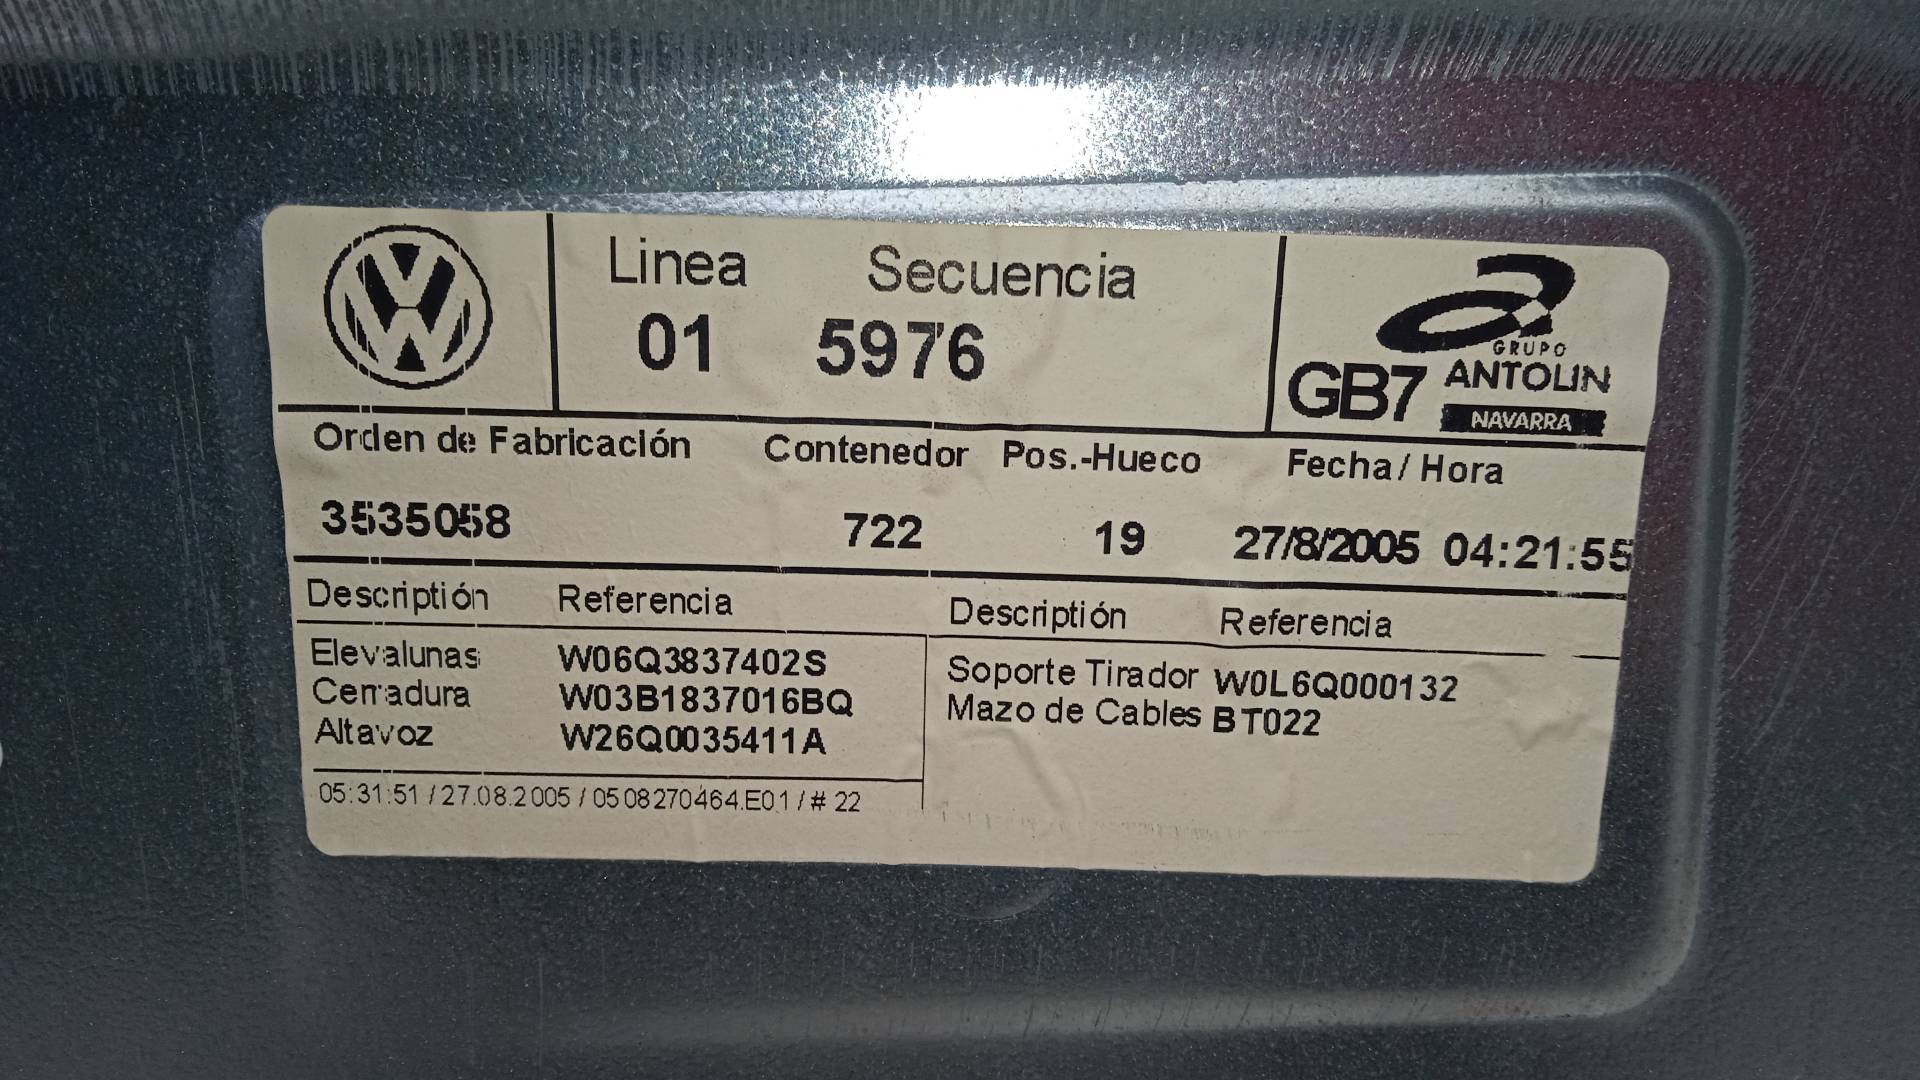 Linea Secuencia
01 5976
GRUPO
GB7 ANTOLIN
NAVARRA
Orden de Fabricación Contenedor Pos.-Hueco Fecha/ Hora
3535058 722 19 27/8/2005 04:21:55
Descriptión Referencia Descriptión Referencia
Elevalunas W06Q3837402S Soporte Tirador W0L6Q000132
Cerradura W03B1837016BQ Mazo de Cables BT022
Altavoz W26Q0035411A
05:31:51 / 27.08.2005 / 0508270464.E01 / # 22